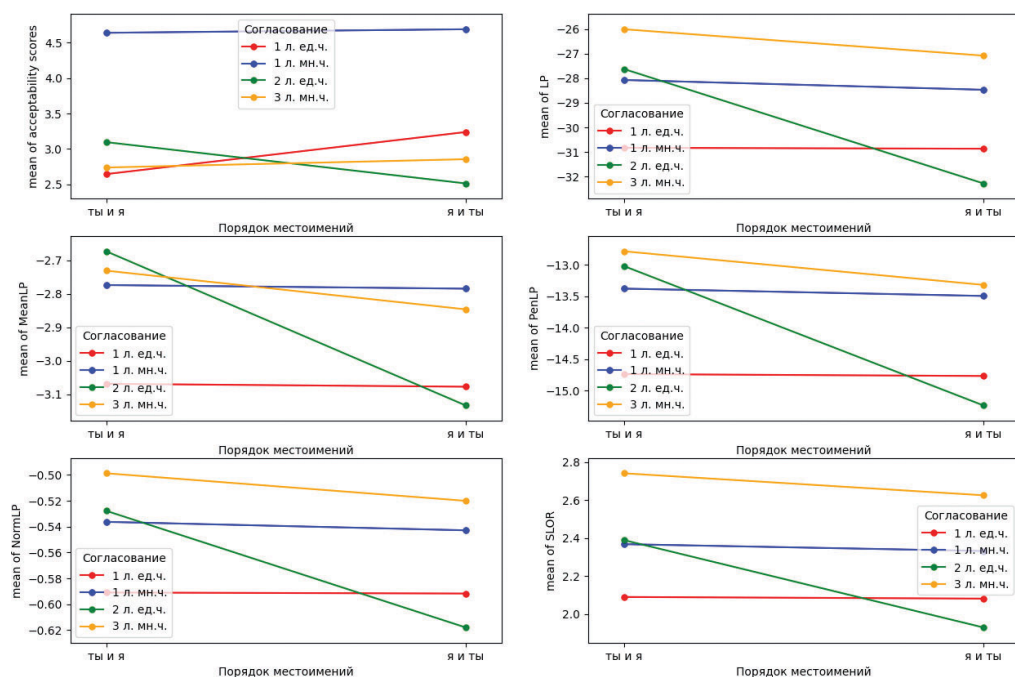 mean of acceptability scores
4.5
4.0
3.5
3.0
2.5
Согласование
1 л. ед.ч.
1 л. мн.ч.
2 л. ед.ч.
3 л. мн.ч.
ты и я
я и ты
Порядок местоимений
mean of LP
−26
−27
−28
−29
−30
−31
−32
Согласование
1 л. ед.ч.
1 л. мн.ч.
2 л. ед.ч.
3 л. мн.ч.
ты и я
я и ты
Порядок местоимений
mean of MeanLP
−2.7
−2.8
−2.9
−3.0
−3.1
Согласование
1 л. ед.ч.
1 л. мн.ч.
2 л. ед.ч.
3 л. мн.ч.
ты и я
я и ты
Порядок местоимений
mean of PenLP
−13.0
−13.5
−14.0
−14.5
−15.0
Согласование
1 л. ед.ч.
1 л. мн.ч.
2 л. ед.ч.
3 л. мн.ч.
ты и я
я и ты
Порядок местоимений
mean of NormLP
−0.50
−0.52
−0.54
−0.56
−0.58
−0.60
−0.62
Согласование
1 л. ед.ч.
1 л. мн.ч.
2 л. ед.ч.
3 л. мн.ч.
ты и я
я и ты
Порядок местоимений
mean of SLOR
2.8
2.6
2.4
2.2
2.0
Согласование
1 л. ед.ч.
1 л. мн.ч.
2 л. ед.ч.
3 л. мн.ч.
ты и я
я и ты
Порядок местоимений